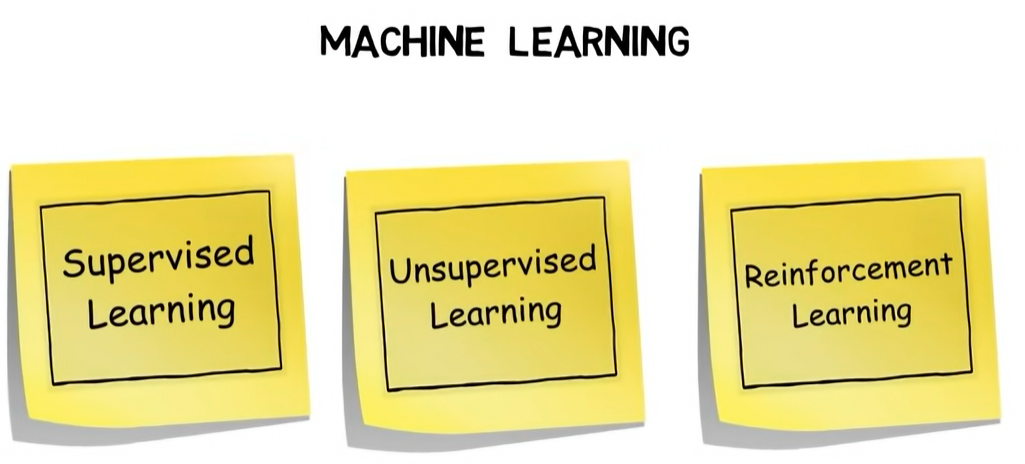 MACHINE LEARNING
Supervised
Learning
Unsupervised
Learning
Reinforcement
Learning